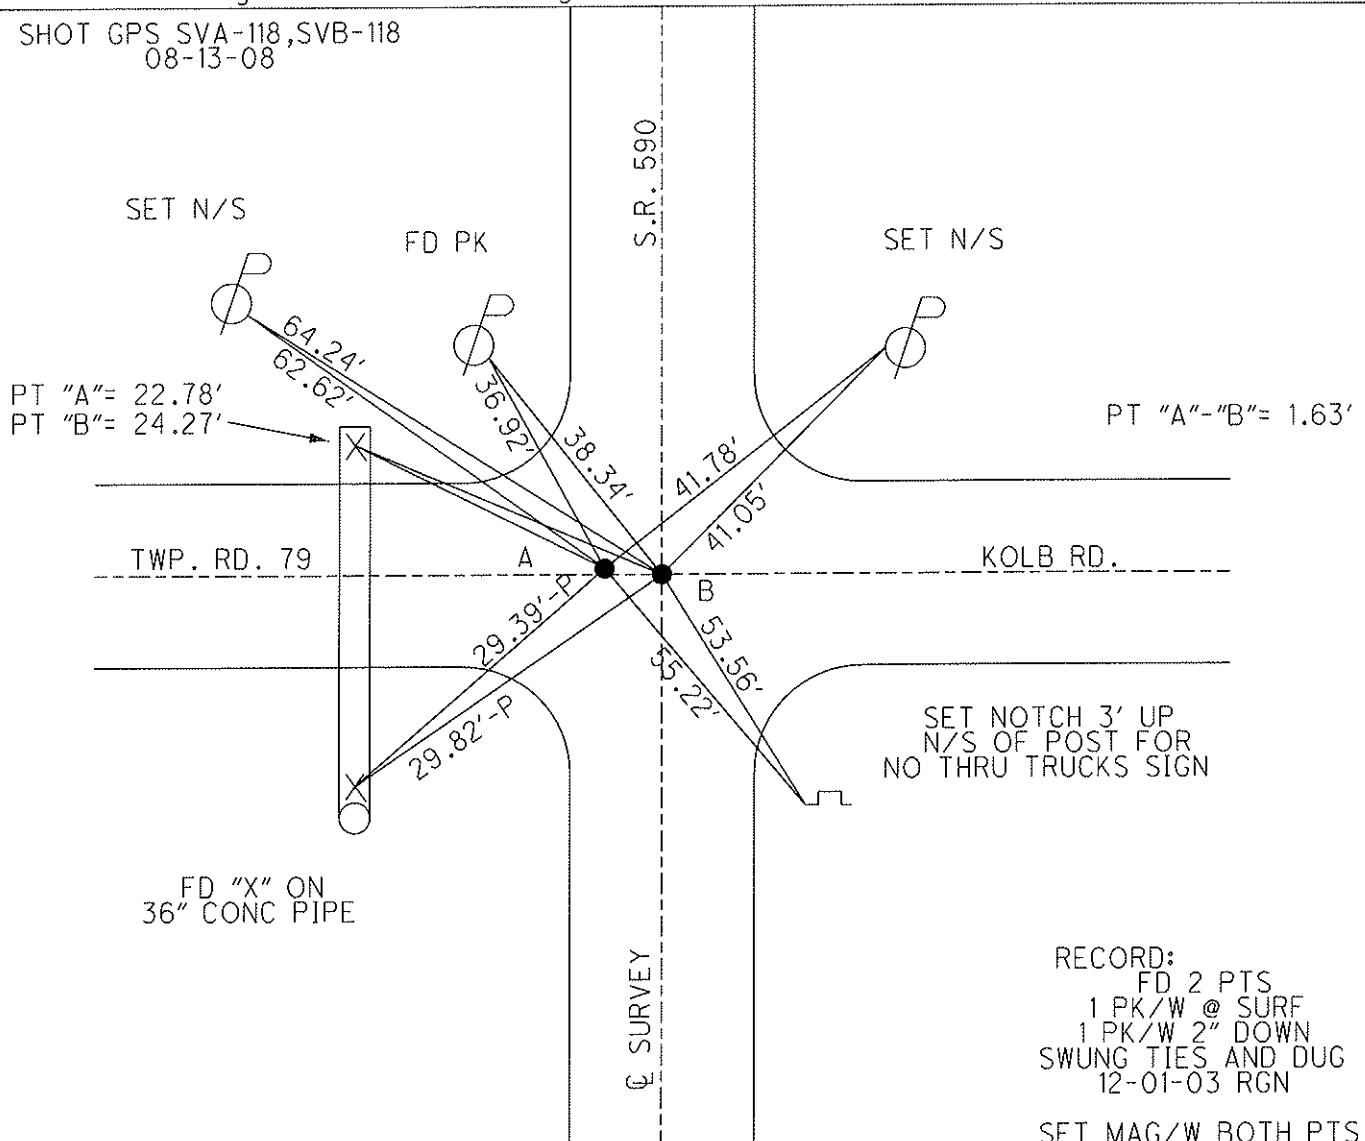 SHOT GPS SVA-118,SVB-118
08-13-08
S.R. 590
SET N/S
FD PK
SET N/S
64.24'
62.62'
36.92'
38.34'
41.78'
41.05'
PT "A"= 22.78'
PT "B"= 24.27'
PT "A"-"B"= 1.63'
TWP. RD. 79
A
B
KOLB RD.
29.39'-P
29.82'-P
53.56'
55.22'
SET NOTCH 3' UP
N/S OF POST FOR
NO THRU TRUCKS SIGN
FD "X" ON
36" CONC PIPE
℄ SURVEY
RECORD:
FD 2 PTS
1 PK/W @ SURF
1 PK/W 2" DOWN
SWUNG TIES AND DUG
12-01-03 RGN
SET MAG/W BOTH PTS